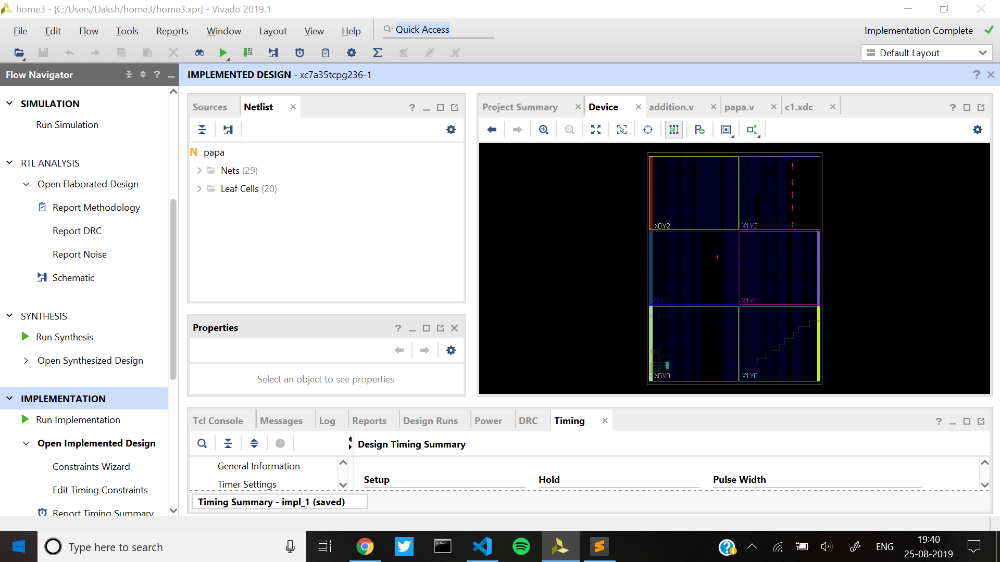 home3 - [C:/Users/Daksh/home3/home3.xpr] - Vivado 2019.1
File Edit Flow Tools Reports Window Layout View Help Quick Access Implementation Complete
Default Layout
Flow Navigator
IMPLEMENTED DESIGN - xc7a35tcpg236-1
SIMULATION
Run Simulation
RTL ANALYSIS
Open Elaborated Design
Report Methodology
Report DRC
Report Noise
Schematic
SYNTHESIS
Run Synthesis
Open Synthesized Design
IMPLEMENTATION
Run Implementation
Open Implemented Design
Constraints Wizard
Edit Timing Constraints
Report Timing Summary
Sources Netlist
N papa
Nets (29)
Leaf Cells (20)
Properties
Select an object to see properties
Project Summary Device addition.v papa.v c1.xdc
X0Y2 X1Y2
X0Y1 X1Y1
X0Y0 X1Y0
Tcl Console Messages Log Reports Design Runs Power DRC Timing
Design Timing Summary
General Information
Timer Settings
Setup Hold Pulse Width
Timing Summary - impl_1 (saved)
Type here to search
ENG
19:40
25-08-2019